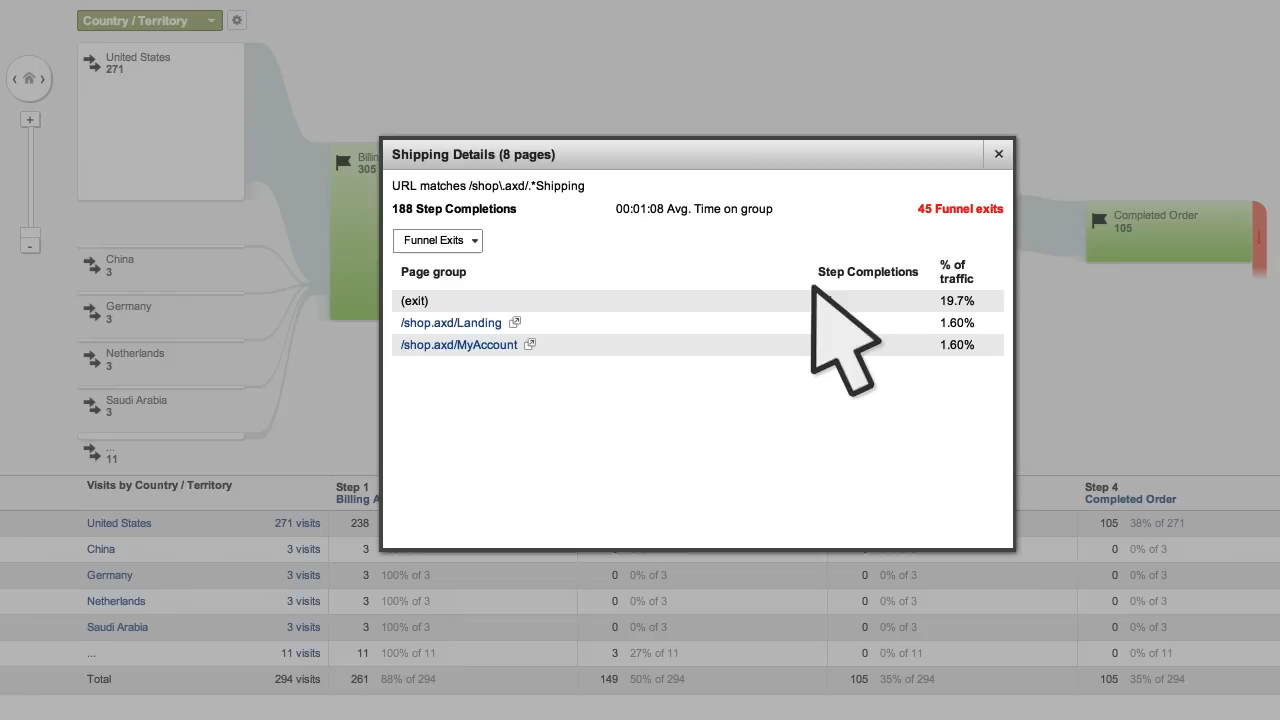 Country / Territory
United States
271
China
3
Germany
3
Netherlands
3
Saudi Arabia
3
...
11
Billin
305
Completed Order
105
Shipping Details (8 pages)
URL matches /shop\.axd/.*Shipping
188 Step Completions 00:01:08 Avg. Time on group 45 Funnel exits
Funnel Exits
Page group Step Completions % of traffic
(exit) 19.7%
/shop.axd/Landing 1.60%
/shop.axd/MyAccount 1.60%
Visits by Country / Territory Step 1 Step 4
Billing A Completed Order
United States 271 visits 238 105 38% of 271
China 3 visits 3 0 0% of 3
Germany 3 visits 3 100% of 3 0 0% of 3 0 0% of 3 0 0% of 3
Netherlands 3 visits 3 100% of 3 0 0% of 3 0 0% of 3 0 0% of 3
Saudi Arabia 3 visits 3 100% of 3 0 0% of 3 0 0% of 3 0 0% of 3
... 11 visits 11 100% of 11 3 27% of 11 0 0% of 11 0 0% of 11
Total 294 visits 261 88% of 294 149 50% of 294 105 35% of 294 105 35% of 294